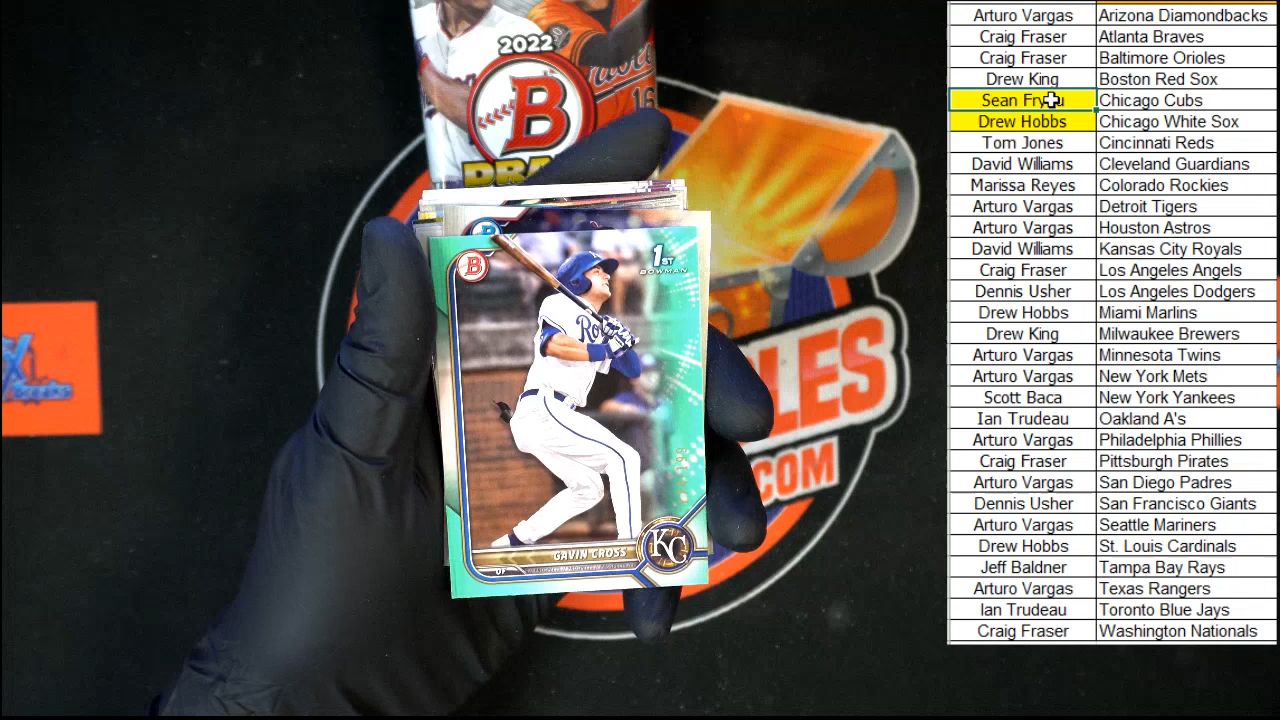 2022
B
16
B
1ST
BOWMAN
Ro
GAVIN CROSS
OF
KC
LES
.COM
Arturo Vargas Arizona Diamondbacks
Craig Fraser Atlanta Braves
Craig Fraser Baltimore Orioles
Drew King Boston Red Sox
Sean Chicago Cubs
Drew Hobbs Chicago White Sox
Tom Jones Cincinnati Reds
David Williams Cleveland Guardians
Marissa Reyes Colorado Rockies
Arturo Vargas Detroit Tigers
Arturo Vargas Houston Astros
David Williams Kansas City Royals
Craig Fraser Los Angeles Angels
Dennis Usher Los Angeles Dodgers
Drew Hobbs Miami Marlins
Drew King Milwaukee Brewers
Arturo Vargas Minnesota Twins
Arturo Vargas New York Mets
Scott Baca New York Yankees
Ian Trudeau Oakland A's
Arturo Vargas Philadelphia Phillies
Craig Fraser Pittsburgh Pirates
Arturo Vargas San Diego Padres
Dennis Usher San Francisco Giants
Arturo Vargas Seattle Mariners
Drew Hobbs St. Louis Cardinals
Jeff Baldner Tampa Bay Rays
Arturo Vargas Texas Rangers
Ian Trudeau Toronto Blue Jays
Craig Fraser Washington Nationals